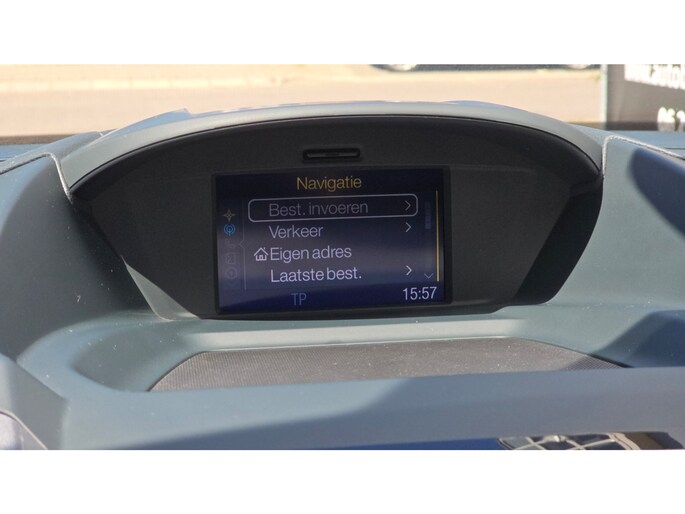 Navigatie
Best. invoeren
Verkeer
Eigen adres
Laatste best.
TP 15:57